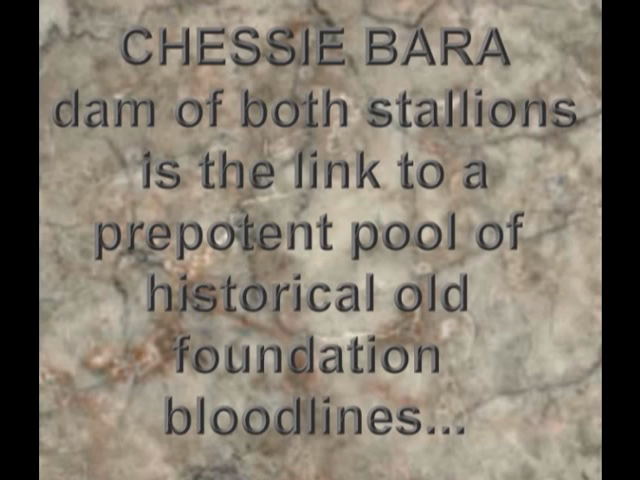 CHESSIE BARA
dam of both stallions
is the link to a
prepotent pool of
historical old
foundation
bloodlines...